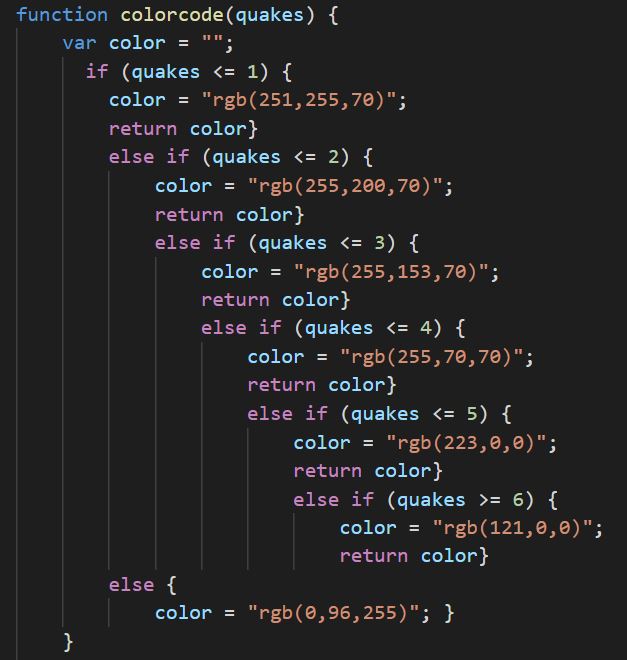 function colorcode(quakes) {
    var color = "";
      if (quakes <= 1) {
        color = "rgb(251,255,70)";
        return color}
        else if (quakes <= 2) {
            color = "rgb(255,200,70)";
            return color}
            else if (quakes <= 3) {
                color = "rgb(255,153,70)";
                return color}
                else if (quakes <= 4) {
                    color = "rgb(255,70,70)";
                    return color}
                    else if (quakes <= 5) {
                        color = "rgb(223,0,0)";
                        return color}
                        else if (quakes >= 6) {
                            color = "rgb(121,0,0)";
                            return color}
        else {
            color = "rgb(0,96,255)"; }
    }